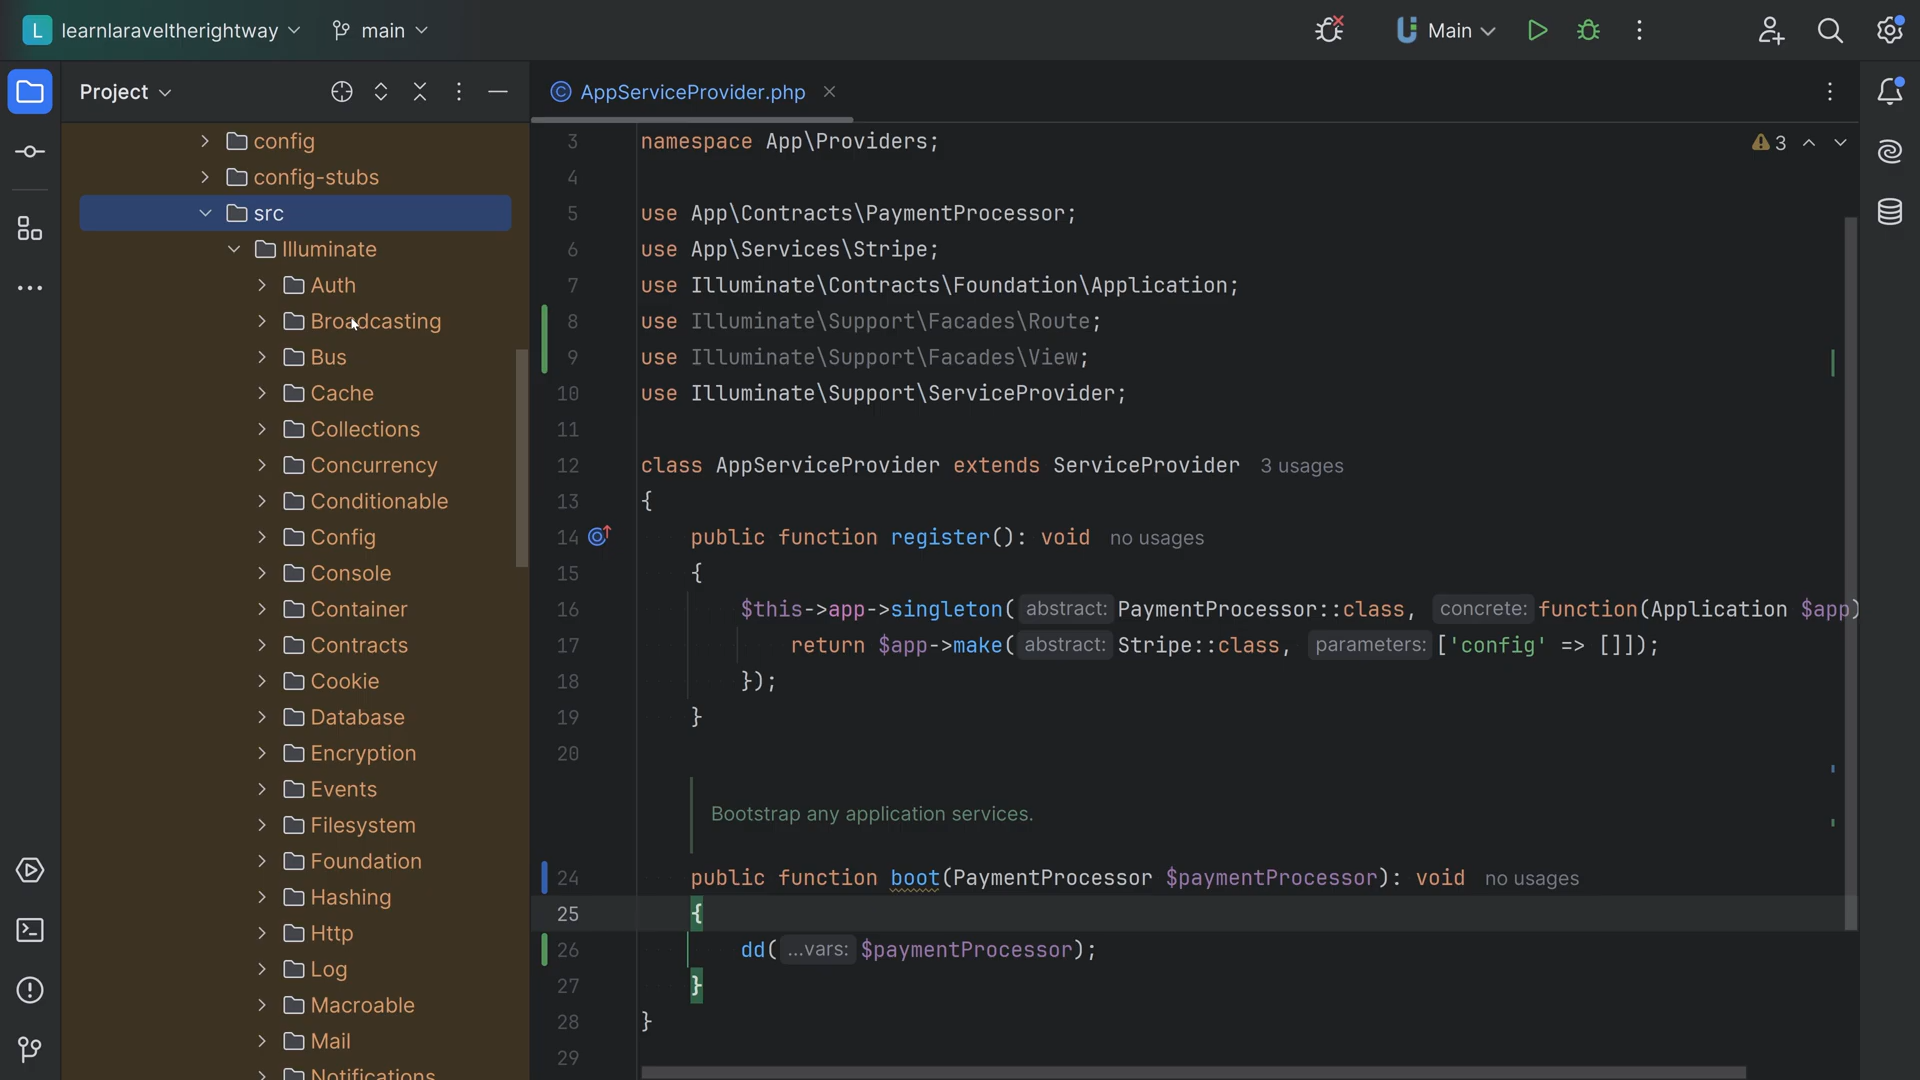 L learnlaraveltherightway main Main
Project
AppServiceProvider.php
config
config-stubs
src
Illuminate
Auth
Broadcasting
Bus
Cache
Collections
Concurrency
Conditionable
Config
Console
Container
Contracts
Cookie
Database
Encryption
Events
Filesystem
Foundation
Hashing
Http
Log
Macroable
Mail
Notifications
3 namespace App\Providers; 3
4
5 use App\Contracts\PaymentProcessor;
6 use App\Services\Stripe;
7 use Illuminate\Contracts\Foundation\Application;
8 use Illuminate\Support\Facades\Route;
9 use Illuminate\Support\Facades\View;
10 use Illuminate\Support\ServiceProvider;
11
12 class AppServiceProvider extends ServiceProvider 3 usages
13 {
14 public function register(): void no usages
15 {
16 $this->app->singleton( abstract: PaymentProcessor::class, concrete: function(Application $app)
17 return $app->make( abstract: Stripe::class, parameters: ['config' => []]);
18 });
19 }
20
Bootstrap any application services.
24 public function boot(PaymentProcessor $paymentProcessor): void no usages
25 {
26 dd( ...vars: $paymentProcessor);
27 }
28 }
29